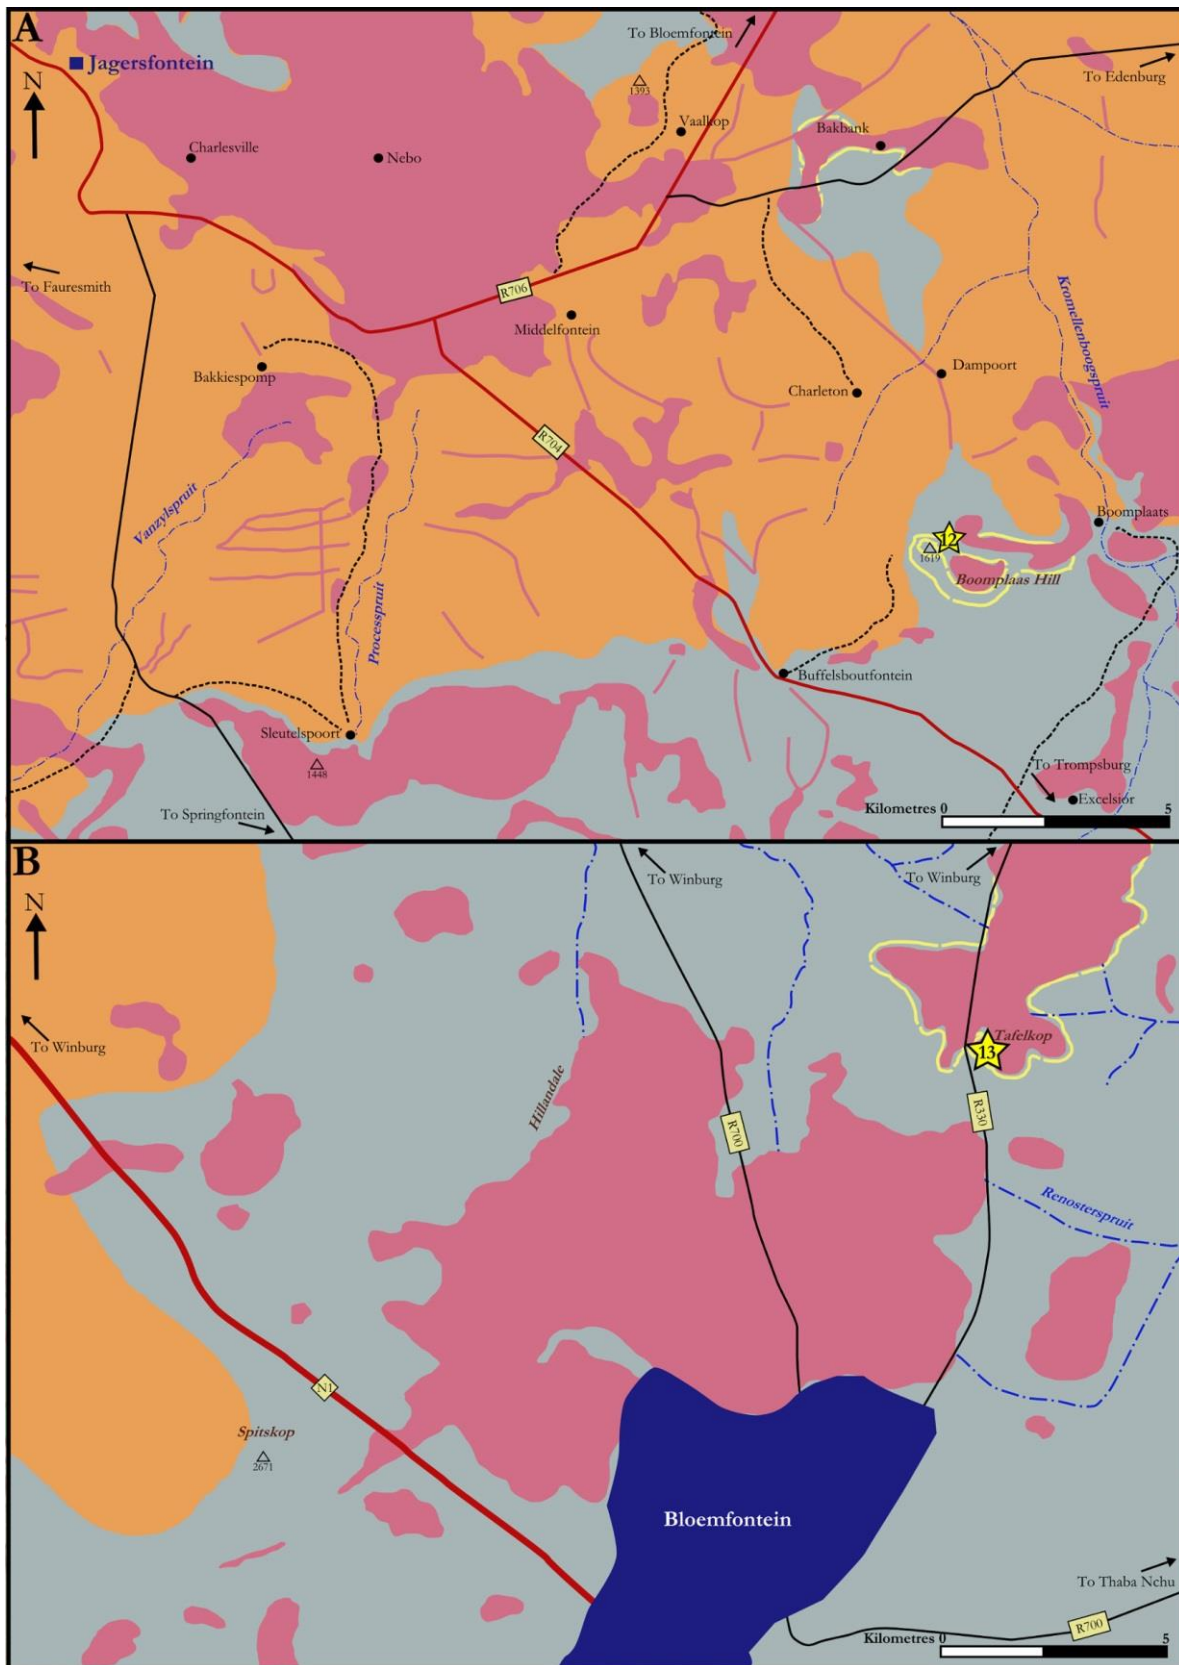 A
To Bloemfontein
Jagersfontein
N
To Edenburg
1393
Vaalkop
Bakbank
Charlesville
Nebo
To Fauresmith
R706
Middelfontein
Kromellenboogspruit
Bakkiespomp
Dampoort
Charleton
R704
Vanzylspruit
Boomplaats
12
1619
Boomplaas Hill
Processpruit
Buffelsboutfontein
Sleutelspoort
1448
To Trompsburg
To Springfontein
Kilometres 0 5
Excelsior
B
To Winburg
To Winburg
N
To Winburg
Tafelkop
13
Hillandale
R700
R330
Renosterspruit
N1
Spitskop
2671
Bloemfontein
To Thaba Nchu
R700
Kilometres 0 5